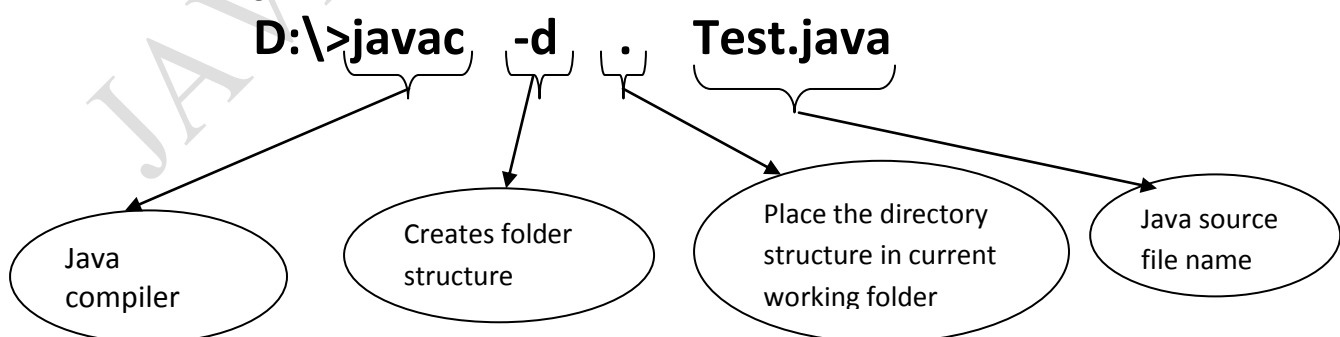 D:\>javac -d . Test.java
Java
compiler
Creates folder
structure
Place the directory
structure in current
working folder
Java source
file name
JAV